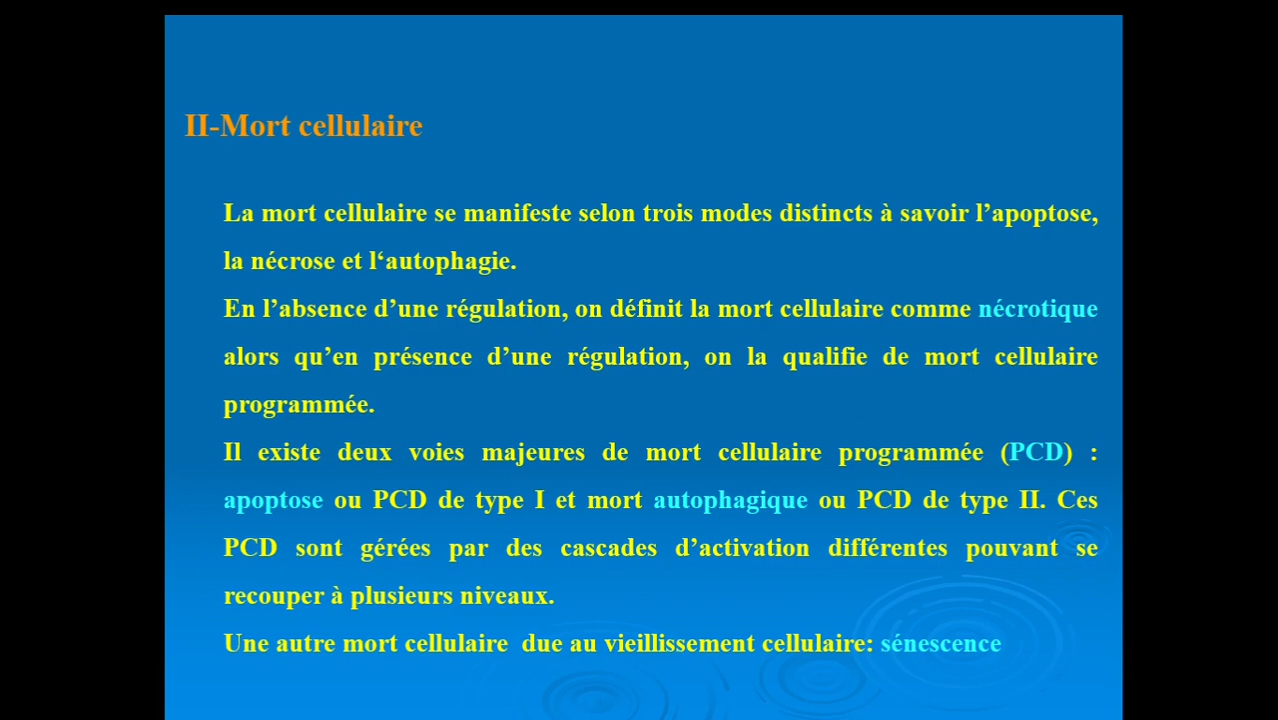 II-Mort cellulaire
La mort cellulaire se manifeste selon trois modes distincts à savoir l’apoptose,
la nécrose et l‘autophagie.
En l’absence d’une régulation, on définit la mort cellulaire comme nécrotique
alors qu’en présence d’une régulation, on la qualifie de mort cellulaire
programmée.
Il existe deux voies majeures de mort cellulaire programmée (PCD) :
apoptose ou PCD de type I et mort autophagique ou PCD de type II. Ces
PCD sont gérées par des cascades d’activation différentes pouvant se
recouper à plusieurs niveaux.
Une autre mort cellulaire  due au vieillissement cellulaire: sénescence